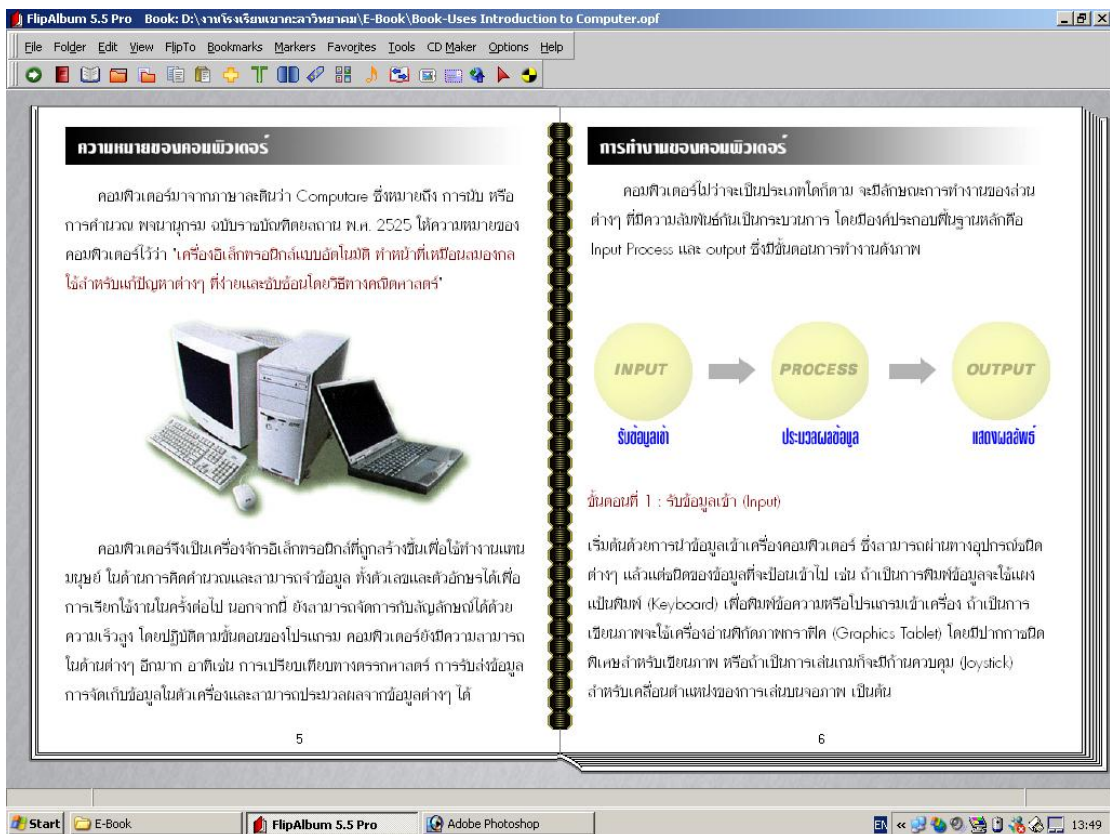 FlipAlbum 5.5 Pro Book: D:\งานโรงเรียนเขากะลาวิทยาคม\E-Book\Book-Uses Introduction to Computer.opf
File Folder Edit View FlipTo Bookmarks Markers Favorites Tools CD Maker Options Help
ความหมายของคอมพิวเตอร์
คอมพิวเตอร์มาจากภาษาละตินว่า Computare ซึ่งหมายถึง การนับ หรือ
การคำนวณ พจนานุกรม ฉบับราชบัณฑิตยสถาน พ.ศ. 2525 ให้ความหมายของ
คอมพิวเตอร์ไว้ว่า "เครื่องอิเล็กทรอนิกส์แบบอัตโนมัติ ทำหน้าที่เหมือนสมองกล
ใช้สำหรับแก้ปัญหาต่างๆ ที่ง่ายและซับซ้อนโดยวิธีทางคณิตศาสตร์"
คอมพิวเตอร์จึงเป็นเครื่องจักรอิเล็กทรอนิกส์ที่ถูกสร้างขึ้นเพื่อใช้ทำงานแทน
มนุษย์ ในด้านการคิดคำนวณและสามารถจำข้อมูล ทั้งตัวเลขและตัวอักษรได้เพื่อ
การเรียกใช้งานในครั้งต่อไป นอกจากนี้ ยังสามารถจัดการกับสัญลักษณ์ได้ด้วย
ความเร็วสูง โดยปฏิบัติตามขั้นตอนของโปรแกรม คอมพิวเตอร์ยังมีความสามารถ
ในด้านต่างๆ อีกมาก อาทิเช่น การเปรียบเทียบทางตรรกศาสตร์ การรับส่งข้อมูล
การจัดเก็บข้อมูลในตัวเครื่องและสามารถประมวลผลจากข้อมูลต่างๆ ได้
5
การทำงานของคอมพิวเตอร์
คอมพิวเตอร์ไม่ว่าจะเป็นประเภทใดก็ตาม จะมีลักษณะการทำงานของส่วน
ต่างๆ ที่มีความสัมพันธ์กันเป็นกระบวนการ โดยมีองค์ประกอบพื้นฐานหลักคือ
Input Process และ output ซึ่งมีขั้นตอนการทำงานดังภาพ
INPUT PROCESS OUTPUT
รับข้อมูลเข้า ประมวลผลข้อมูล แสดงผลลัพธ์
ขั้นตอนที่ 1 : รับข้อมูลเข้า (Input)
เริ่มต้นด้วยการนำข้อมูลเข้าเครื่องคอมพิวเตอร์ ซึ่งสามารถผ่านทางอุปกรณ์ชนิด
ต่างๆ แล้วแต่ชนิดของข้อมูลที่จะป้อนเข้าไป เช่น ถ้าเป็นการพิมพ์ข้อมูลจะใช้แผง
แป้นพิมพ์ (Keyboard) เพื่อพิมพ์ข้อความหรือโปรแกรมเข้าเครื่อง ถ้าเป็นการ
เขียนภาพจะใช้เครื่องอ่านพิกัดภาพกราฟิค (Graphics Tablet) โดยมีปากกาชนิด
พิเศษสำหรับเขียนภาพ หรือถ้าเป็นการเล่นเกมก็จะมีก้านควบคุม (Joystick)
สำหรับเคลื่อนตำแหน่งของการเล่นบนจอภาพ เป็นต้น
6
Start E-Book FlipAlbum 5.5 Pro Adobe Photoshop EN 13:49